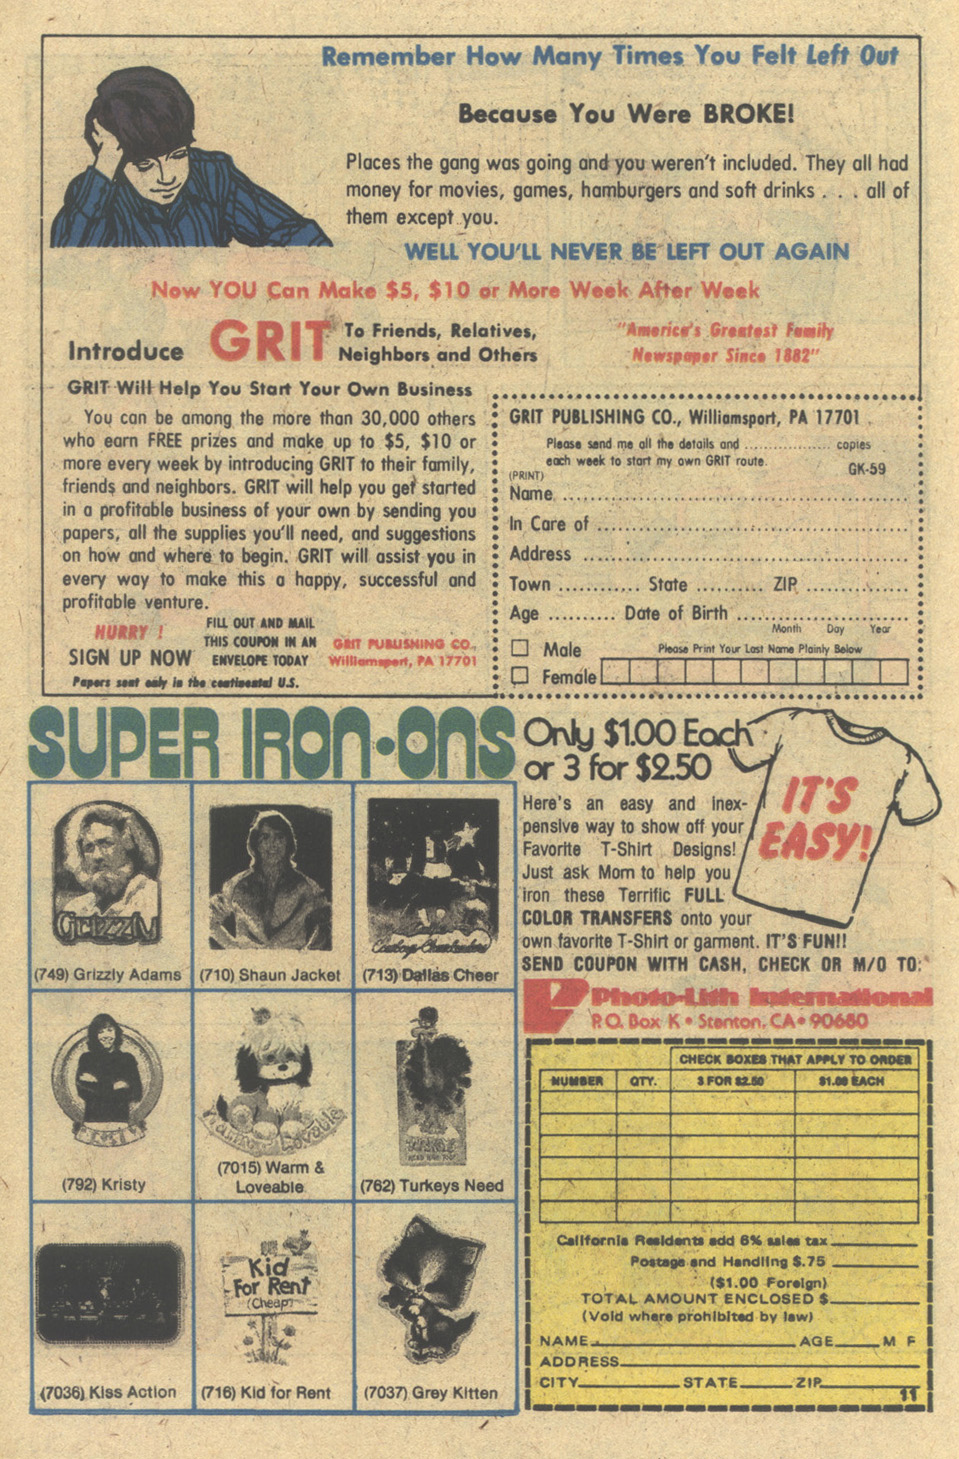 Remember How Many Times You Felt Left Out
Because You Were BROKE!
Places the gang was going and you weren't included. They all had
money for movies, games, hamburgers and soft drinks . . . all of
them except you.
WELL YOU'LL NEVER BE LEFT OUT AGAIN
Now YOU Can Make $5, $10 or More Week After Week
Introduce GRIT To Friends, Relatives,
Neighbors and Others
"America's Greatest Family
Newspaper Since 1882"
GRIT Will Help You Start Your Own Business
You can be among the more than 30,000 others
who earn FREE prizes and make up to $5, $10 or
more every week by introducing GRIT to their family,
friends and neighbors. GRIT will help you get started
in a profitable business of your own by sending you
papers, all the supplies you'll need, and suggestions
on how and where to begin. GRIT will assist you in
every way to make this a happy, successful and
profitable venture.
HURRY !
SIGN UP NOW
FILL OUT AND MAIL
THIS COUPON IN AN
ENVELOPE TODAY
GRIT PUBLISHING CO.,
Williamsport, PA 17701
Papers sent only in the continental U.S.
GRIT PUBLISHING CO., Williamsport, PA 17701
Please send me all the details and .................. copies
each week to start my own GRIT route.
GK-59
(PRINT)
Name
In Care of
Address
Town ............ State .......... ZIP
Age .......... Date of Birth
Month Day Year
Male
Please Print Your Last Name Plainly Below
Female
SUPER IRON-ONS
Grizzly
(749) Grizzly Adams
(710) Shaun Jacket
(713) Dallas Cheer
(792) Kristy
(7015) Warm &
Loveable
(762) Turkeys Need
(7036) Kiss Action
Kid
For Rent
(Cheap)
(716) Kid for Rent
(7037) Grey Kitten
Only $1.00 Each
or 3 for $2.50
IT'S
EASY!
Here's an easy and inex-
pensive way to show off your
Favorite T-Shirt Designs!
Just ask Mom to help you
iron these Terrific FULL
COLOR TRANSFERS onto your
own favorite T-Shirt or garment. IT'S FUN!!
SEND COUPON WITH CASH, CHECK OR M/O TO:
Photo-Lith International
P.O. Box K • Stanton, CA • 90680
CHECK BOXES THAT APPLY TO ORDER
NUMBER QTY. 3 FOR $2.50 $1.00 EACH
California Residents add 6% sales tax
Postage and Handling $.75
($1.00 Foreign)
TOTAL AMOUNT ENCLOSED $
(Void where prohibited by law)
NAME AGE M F
ADDRESS
CITY STATE ZIP
11